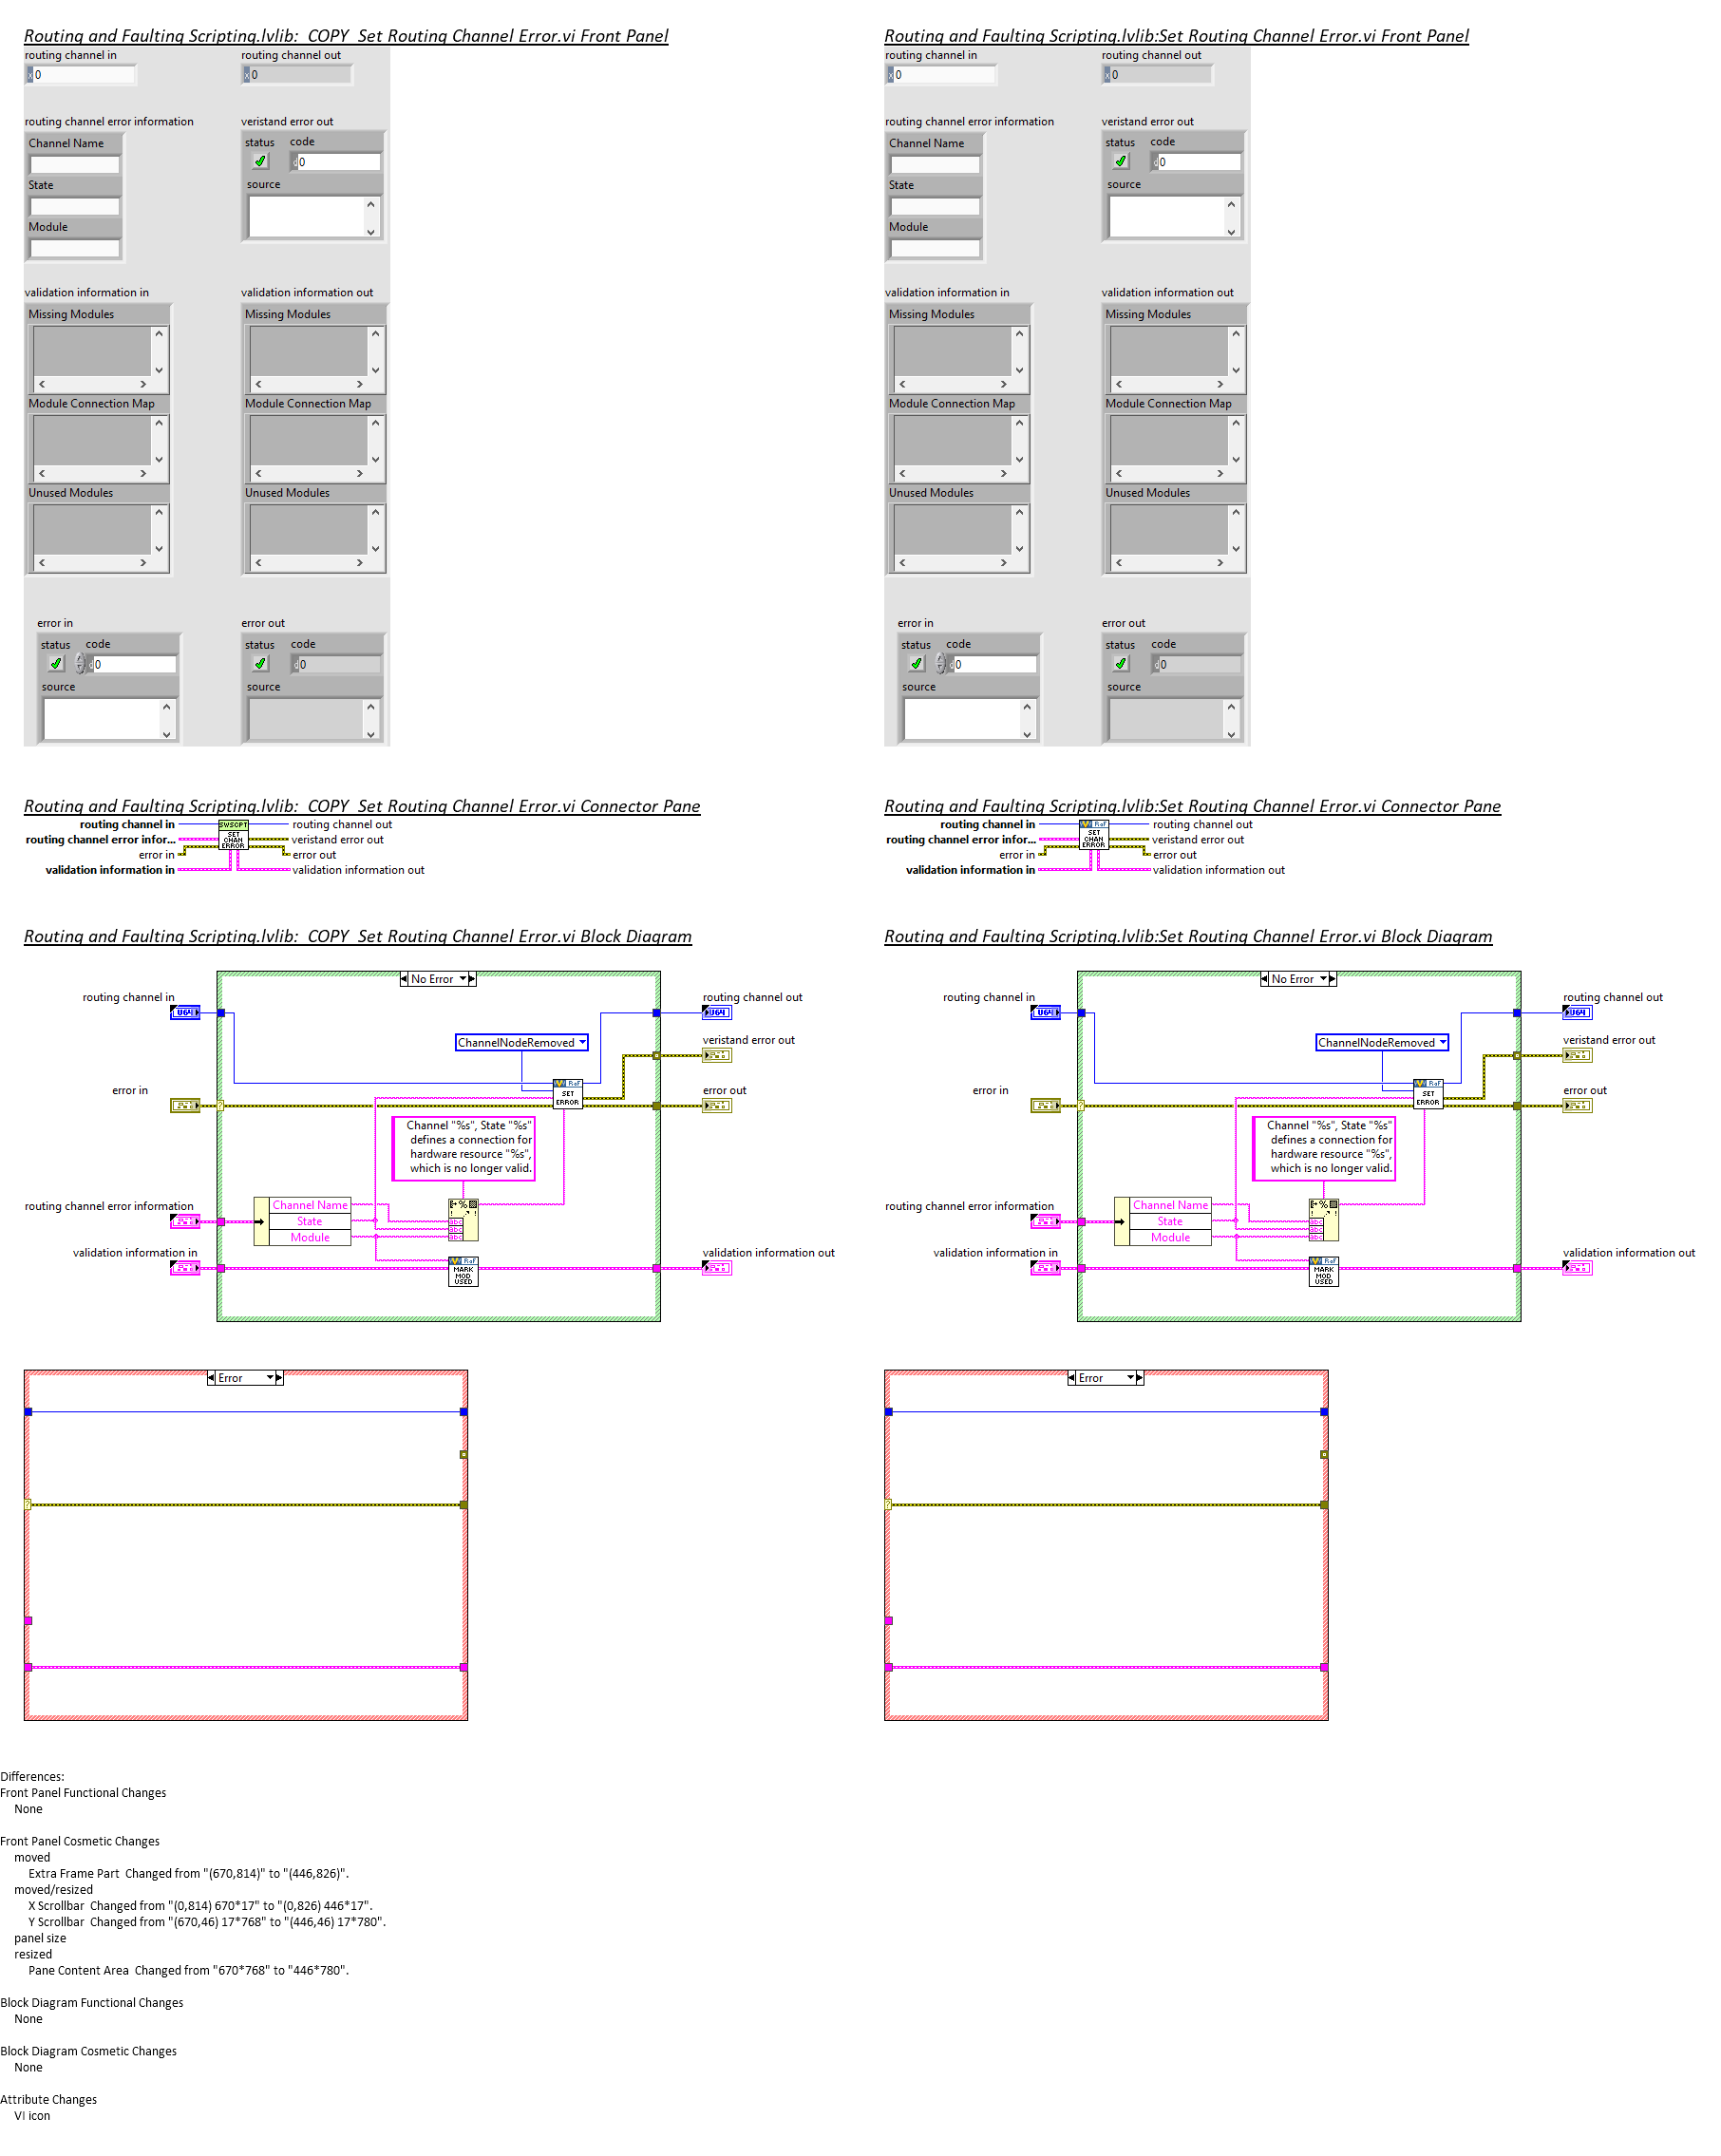 Routing and Faulting Scripting.lvlib:  COPY  Set Routing Channel Error.vi Front Panel
routing channel in
routing channel out
x 0
x 0
routing channel error information
veristand error out
Channel Name
status
code
d 0
State
source
Module
validation information in
validation information out
Missing Modules
Missing Modules
Module Connection Map
Module Connection Map
Unused Modules
Unused Modules
error in
error out
status
code
status
code
d 0
d 0
source
source
Routing and Faulting Scripting.lvlib:Set Routing Channel Error.vi Front Panel
routing channel in
routing channel out
x 0
x 0
routing channel error information
veristand error out
Channel Name
status
code
d 0
State
source
Module
validation information in
validation information out
Missing Modules
Missing Modules
Module Connection Map
Module Connection Map
Unused Modules
Unused Modules
error in
error out
status
code
status
code
d 0
d 0
source
source
Routing and Faulting Scripting.lvlib:  COPY  Set Routing Channel Error.vi Connector Pane
routing channel in
SWSCPT
SET
CHAN
ERROR
routing channel out
routing channel error infor...
veristand error out
error in
error out
validation information in
validation information out
Routing and Faulting Scripting.lvlib:Set Routing Channel Error.vi Connector Pane
routing channel in
RaF
SET
CHAN
ERROR
routing channel out
routing channel error infor...
veristand error out
error in
error out
validation information in
validation information out
Routing and Faulting Scripting.lvlib:  COPY  Set Routing Channel Error.vi Block Diagram
No Error
routing channel in
U64
routing channel out
U64
ChannelNodeRemoved
veristand error out
RaF
SET
ERROR
error in
error out
Channel "%s", State "%s"
defines a connection for
hardware resource "%s",
which is no longer valid.
routing channel error information
Channel Name
State
Module
%
abc
abc
abc
validation information in
RaF
MARK
MOD
USED
validation information out
Error
Routing and Faulting Scripting.lvlib:Set Routing Channel Error.vi Block Diagram
No Error
routing channel in
U64
routing channel out
U64
ChannelNodeRemoved
veristand error out
RaF
SET
ERROR
error in
error out
Channel "%s", State "%s"
defines a connection for
hardware resource "%s",
which is no longer valid.
routing channel error information
Channel Name
State
Module
%
abc
abc
abc
validation information in
RaF
MARK
MOD
USED
validation information out
Error
Differences:
Front Panel Functional Changes
None
Front Panel Cosmetic Changes
moved
Extra Frame Part  Changed from "(670,814)" to "(446,826)".
moved/resized
X Scrollbar  Changed from "(0,814) 670*17" to "(0,826) 446*17".
Y Scrollbar  Changed from "(670,46) 17*768" to "(446,46) 17*780".
panel size
resized
Pane Content Area  Changed from "670*768" to "446*780".
Block Diagram Functional Changes
None
Block Diagram Cosmetic Changes
None
Attribute Changes
VI icon